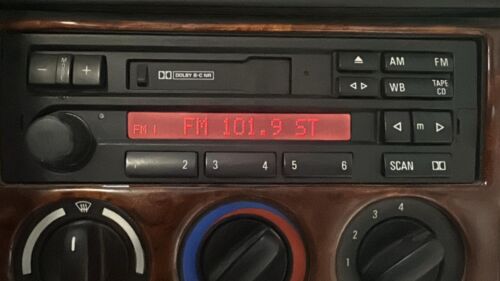 AM FM
DOLBY B-C NR
WB TAPE CD
FM 1 FM 101.9 ST
m
1 2 3 4 5 6 SCAN
4
3
2
1